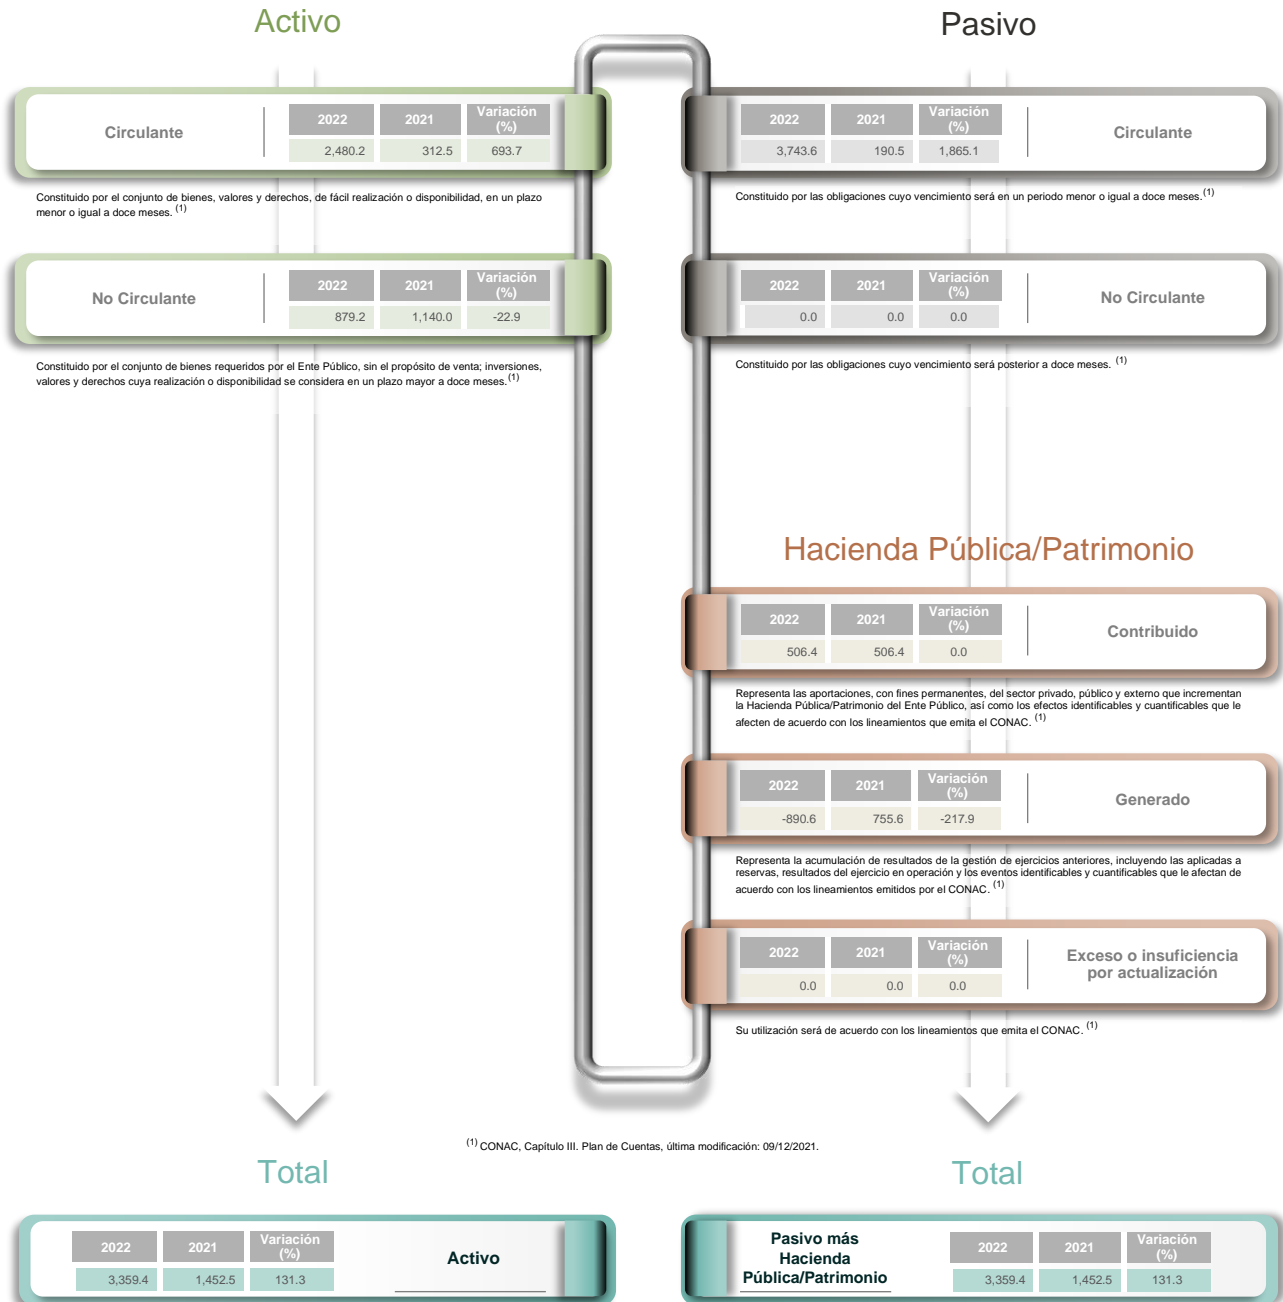 Activo
Circulante
2022 2021 Variación (%)
2,480.2 312.5 693.7
Constituido por el conjunto de bienes, valores y derechos, de fácil realización o disponibilidad, en un plazo
menor o igual a doce meses. (1)
No Circulante
2022 2021 Variación (%)
879.2 1,140.0 -22.9
Constituido por el conjunto de bienes requeridos por el Ente Público, sin el propósito de venta; inversiones,
valores y derechos cuya realización o disponibilidad se considera en un plazo mayor a doce meses. (1)
Pasivo
2022 2021 Variación (%)
3,743.6 190.5 1,865.1
Circulante
Constituido por las obligaciones cuyo vencimiento será en un periodo menor o igual a doce meses. (1)
2022 2021 Variación (%)
0.0 0.0 0.0
No Circulante
Constituido por las obligaciones cuyo vencimiento será posterior a doce meses. (1)
Hacienda Pública/Patrimonio
2022 2021 Variación (%)
506.4 506.4 0.0
Contribuido
Representa las aportaciones, con fines permanentes, del sector privado, público y externo que incrementan
la Hacienda Pública/Patrimonio del Ente Público, así como los efectos identificables y cuantificables que le
afecten de acuerdo con los lineamientos que emita el CONAC. (1)
2022 2021 Variación (%)
-890.6 755.6 -217.9
Generado
Representa la acumulación de resultados de la gestión de ejercicios anteriores, incluyendo las aplicadas a
reservas, resultados del ejercicio en operación y los eventos identificables y cuantificables que le afectan de
acuerdo con los lineamientos emitidos por el CONAC. (1)
2022 2021 Variación (%)
0.0 0.0 0.0
Exceso o insuficiencia
por actualización
Su utilización será de acuerdo con los lineamientos que emita el CONAC. (1)
(1) CONAC, Capítulo III. Plan de Cuentas, última modificación: 09/12/2021.
Total
2022 2021 Variación (%)
3,359.4 1,452.5 131.3
Activo
Total
Pasivo más
Hacienda
Pública/Patrimonio
2022 2021 Variación (%)
3,359.4 1,452.5 131.3